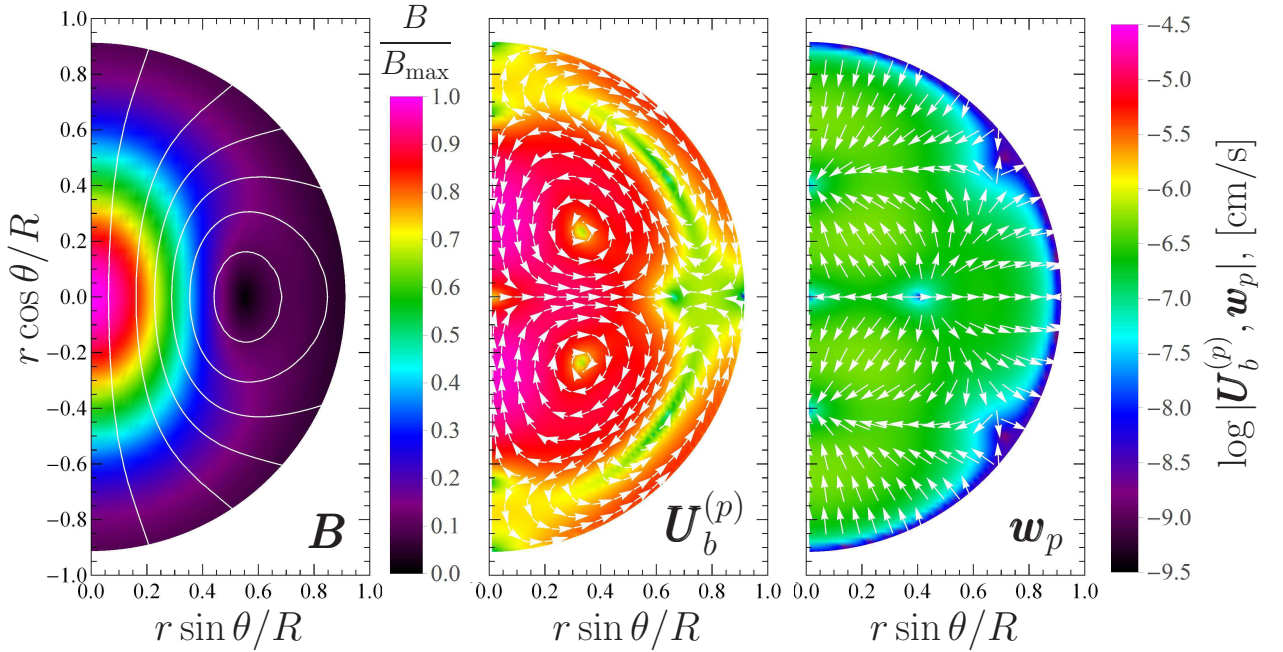 B
B_max
1.0
0.8
0.6
0.4
0.2
0.0
−0.2
−0.4
−0.6
−0.8
−1.0
r cos θ/R
0.0 0.2 0.4 0.6 0.8 1.0
r sin θ/R
B
1.0
0.9
0.8
0.7
0.6
0.5
0.4
0.3
0.2
0.1
0.0
U_b^(p)
0.0 0.2 0.4 0.6 0.8 1.0
r sin θ/R
w_p
0.0 0.2 0.4 0.6 0.8 1.0
r sin θ/R
−4.5
−5.0
−5.5
−6.0
−6.5
−7.0
−7.5
−8.0
−8.5
−9.0
−9.5
log |U_b^(p), w_p|, [cm/s]